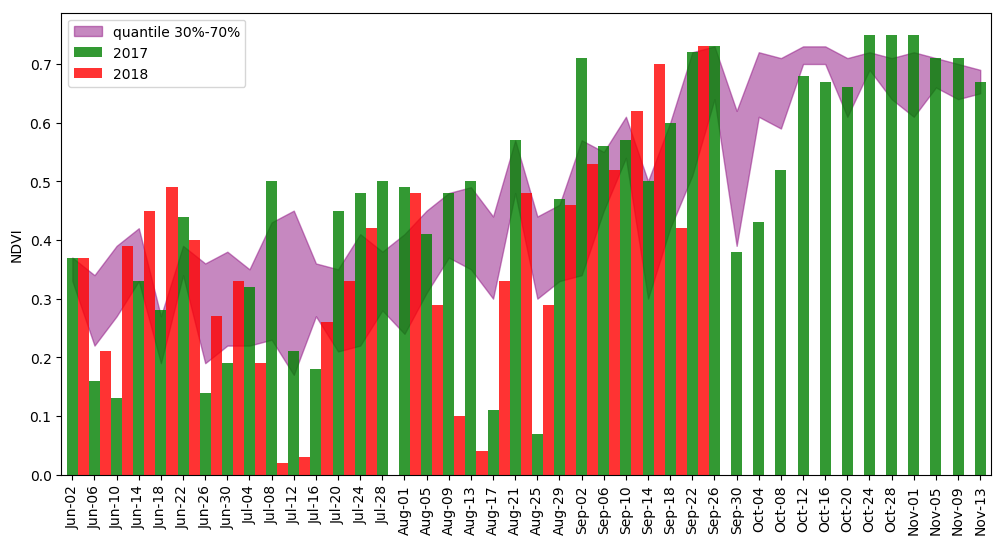 quantile 30%-70%
2017
2018
NDVI
0.7
0.6
0.5
0.4
0.3
0.2
0.1
0.0
Jun-02
Jun-06
Jun-10
Jun-14
Jun-18
Jun-22
Jun-26
Jun-30
Jul-04
Jul-08
Jul-12
Jul-16
Jul-20
Jul-24
Jul-28
Aug-01
Aug-05
Aug-09
Aug-13
Aug-17
Aug-21
Aug-25
Aug-29
Sep-02
Sep-06
Sep-10
Sep-14
Sep-18
Sep-22
Sep-26
Sep-30
Oct-04
Oct-08
Oct-12
Oct-16
Oct-20
Oct-24
Oct-28
Nov-01
Nov-05
Nov-09
Nov-13